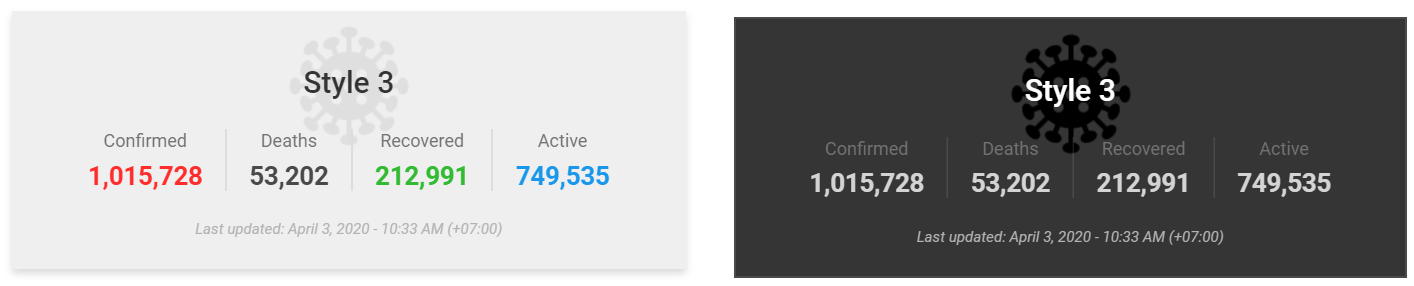 Style 3
Confirmed Deaths Recovered Active
1,015,728 53,202 212,991 749,535
Last updated: April 3, 2020 - 10:33 AM (+07:00)
Style 3
Confirmed Deaths Recovered Active
1,015,728 53,202 212,991 749,535
Last updated: April 3, 2020 - 10:33 AM (+07:00)